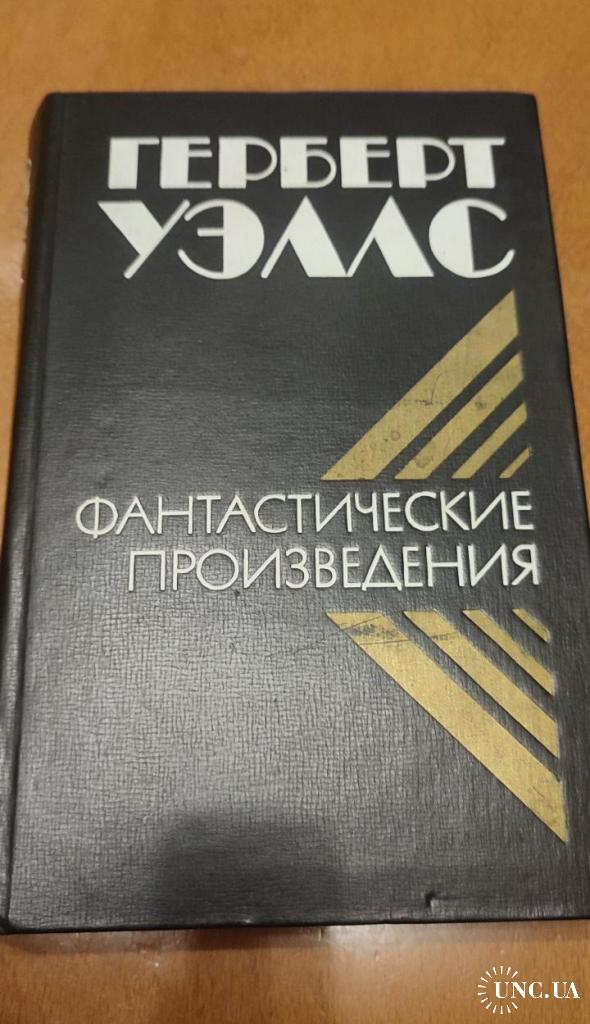 ГЕРБЕРТ
УЭЛЛС
ФАНТАСТИЧЕСКИЕ
ПРОИЗВЕДЕНИЯ
UNC.UA